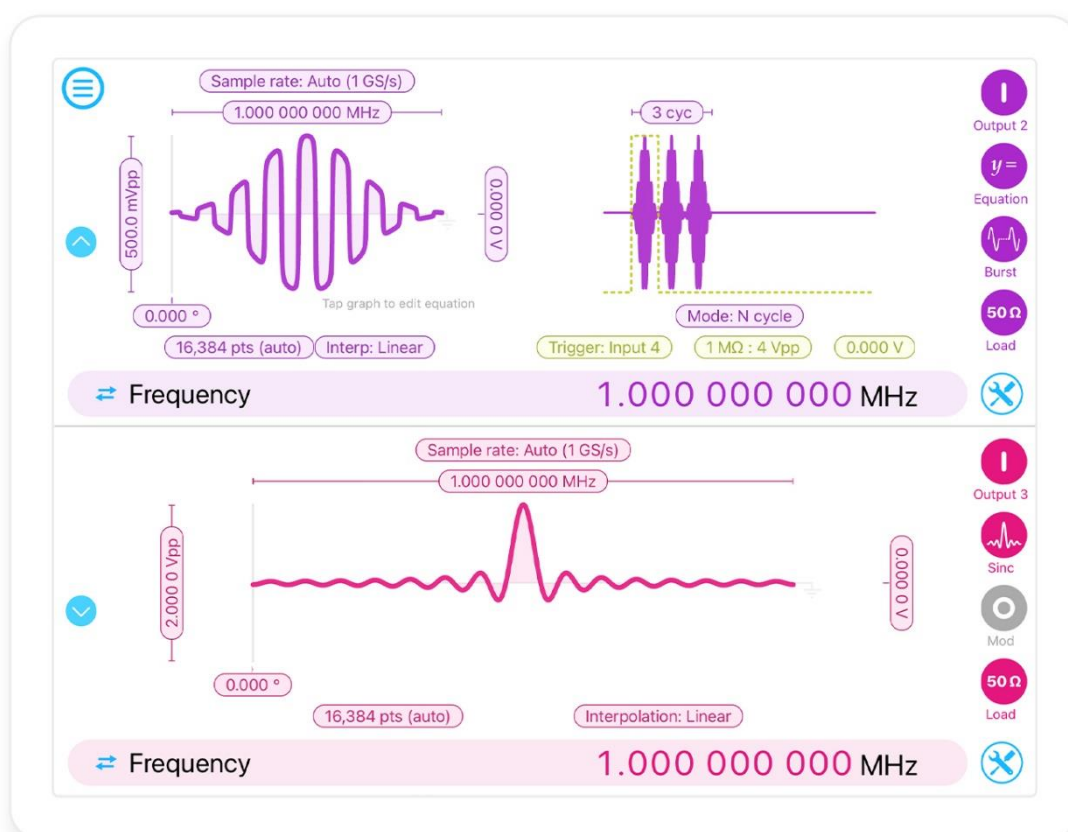 Sample rate: Auto (1 GS/s)
1.000 000 000 MHz
3 cyc
Output 2
500.0 mVpp
0.000 0 V
y=
Equation
Burst
Tap graph to edit equation
0.000 °
Mode: N cycle
50 Ω
Load
16,384 pts (auto)
Interp: Linear
Trigger: Input 4
1 MΩ : 4 Vpp
0.000 V
Frequency
1.000 000 000 MHz
Sample rate: Auto (1 GS/s)
1.000 000 000 MHz
Output 3
2.000 0 Vpp
0.000 0 V
Sinc
Mod
0.000 °
50 Ω
Load
16,384 pts (auto)
Interpolation: Linear
Frequency
1.000 000 000 MHz